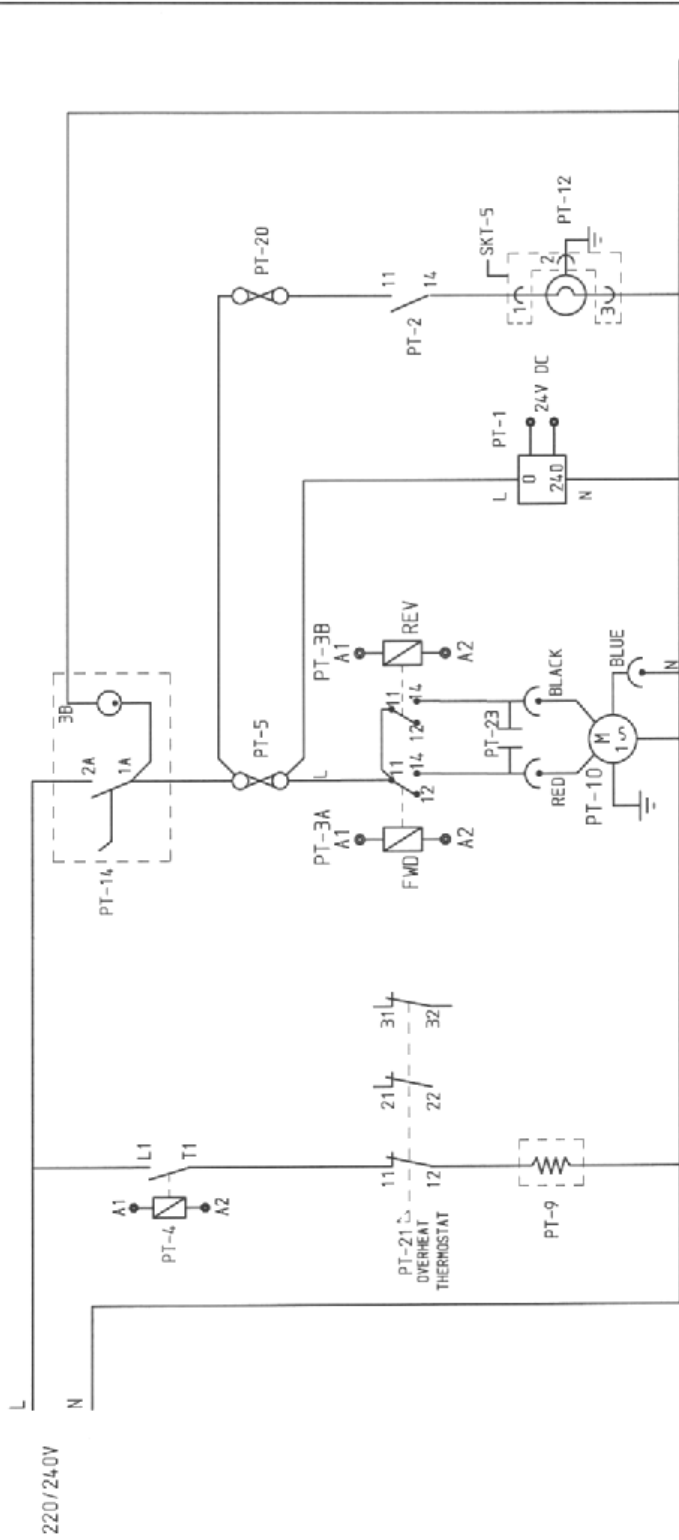 220/240V
L
N
PT-4
A1
A2
L1
T1
PT-21
OVERHEAT
THERMOSTAT
11
12
21
22
31
32
PT-9
PT-14
2A
1A
3B
PT-5
L
PT-3A
A1
A2
FWD
11
12
14
PT-3B
A1
A2
REV
11
12
14
PT-23
RED
BLACK
BLUE
PT-10
M
1
N
PT-1
L
0
240
24V DC
N
PT-20
PT-2
11
14
SKT-5
1
2
3
PT-12